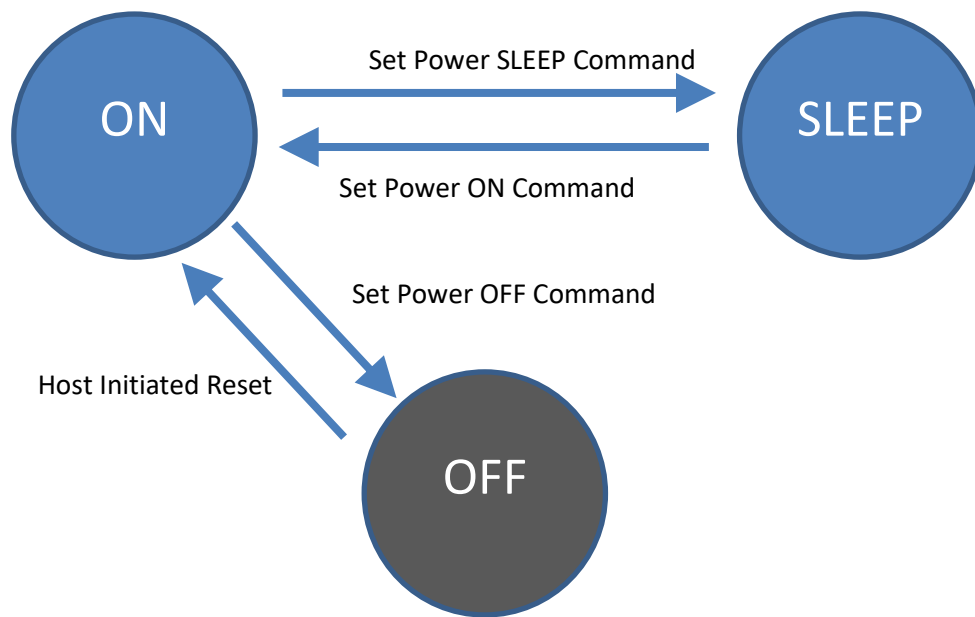 Set Power SLEEP Command
ON
SLEEP
Set Power ON Command
Set Power OFF Command
Host Initiated Reset
OFF